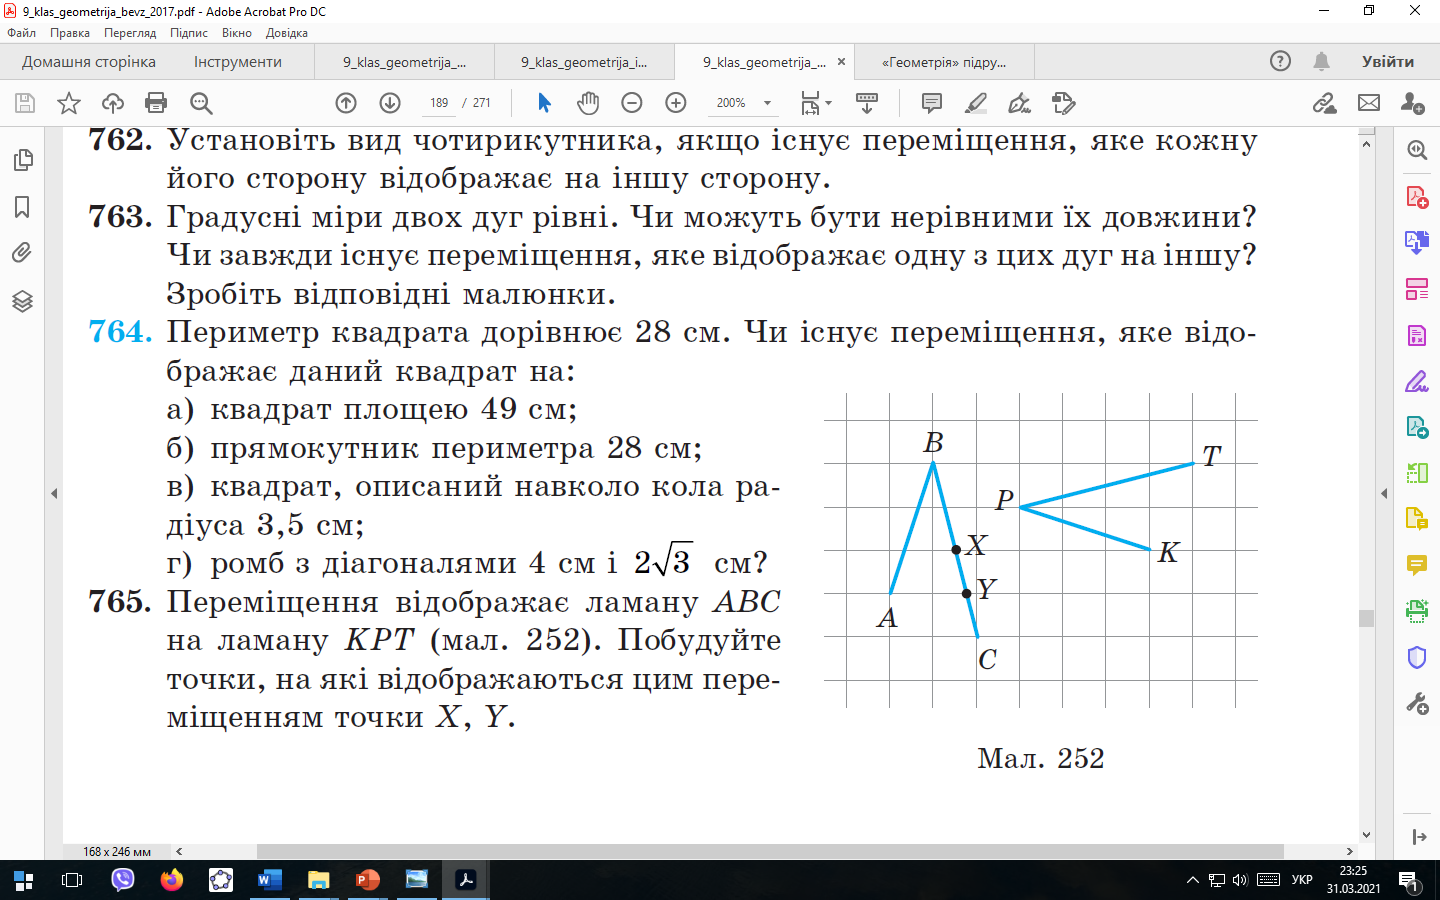 9_klas_geometrija_bevz_2017.pdf - Adobe Acrobat Pro DC
Файл Правка Перегляд Підпис Вікно Довідка
Домашня сторінка Інструменти 9_klas_geometrija_... 9_klas_geometrija_i... 9_klas_geometrija_... × «Геометрія» підру... ? Увійти
189 / 271 200%
762. Установіть вид чотирикутника, якщо існує переміщення, яке кожну
його сторону відображає на іншу сторону.
763. Градусні міри двох дуг рівні. Чи можуть бути нерівними їх довжини?
Чи завжди існує переміщення, яке відображає одну з цих дуг на іншу?
Зробіть відповідні малюнки.
764. Периметр квадрата дорівнює 28 см. Чи існує переміщення, яке відо-
бражає даний квадрат на:
а) квадрат площею 49 см;
б) прямокутник периметра 28 см;
в) квадрат, описаний навколо кола ра-
діуса 3,5 см;
г) ромб з діагоналями 4 см і 2√3 см?
765. Переміщення відображає ламану ABC
на ламану KPT (мал. 252). Побудуйте
точки, на які відображаються цим пере-
міщенням точки X, Y.
B
T
P
X
K
Y
A
C
Мал. 252
168 x 246 мм
УКР
23:25
31.03.2021
1